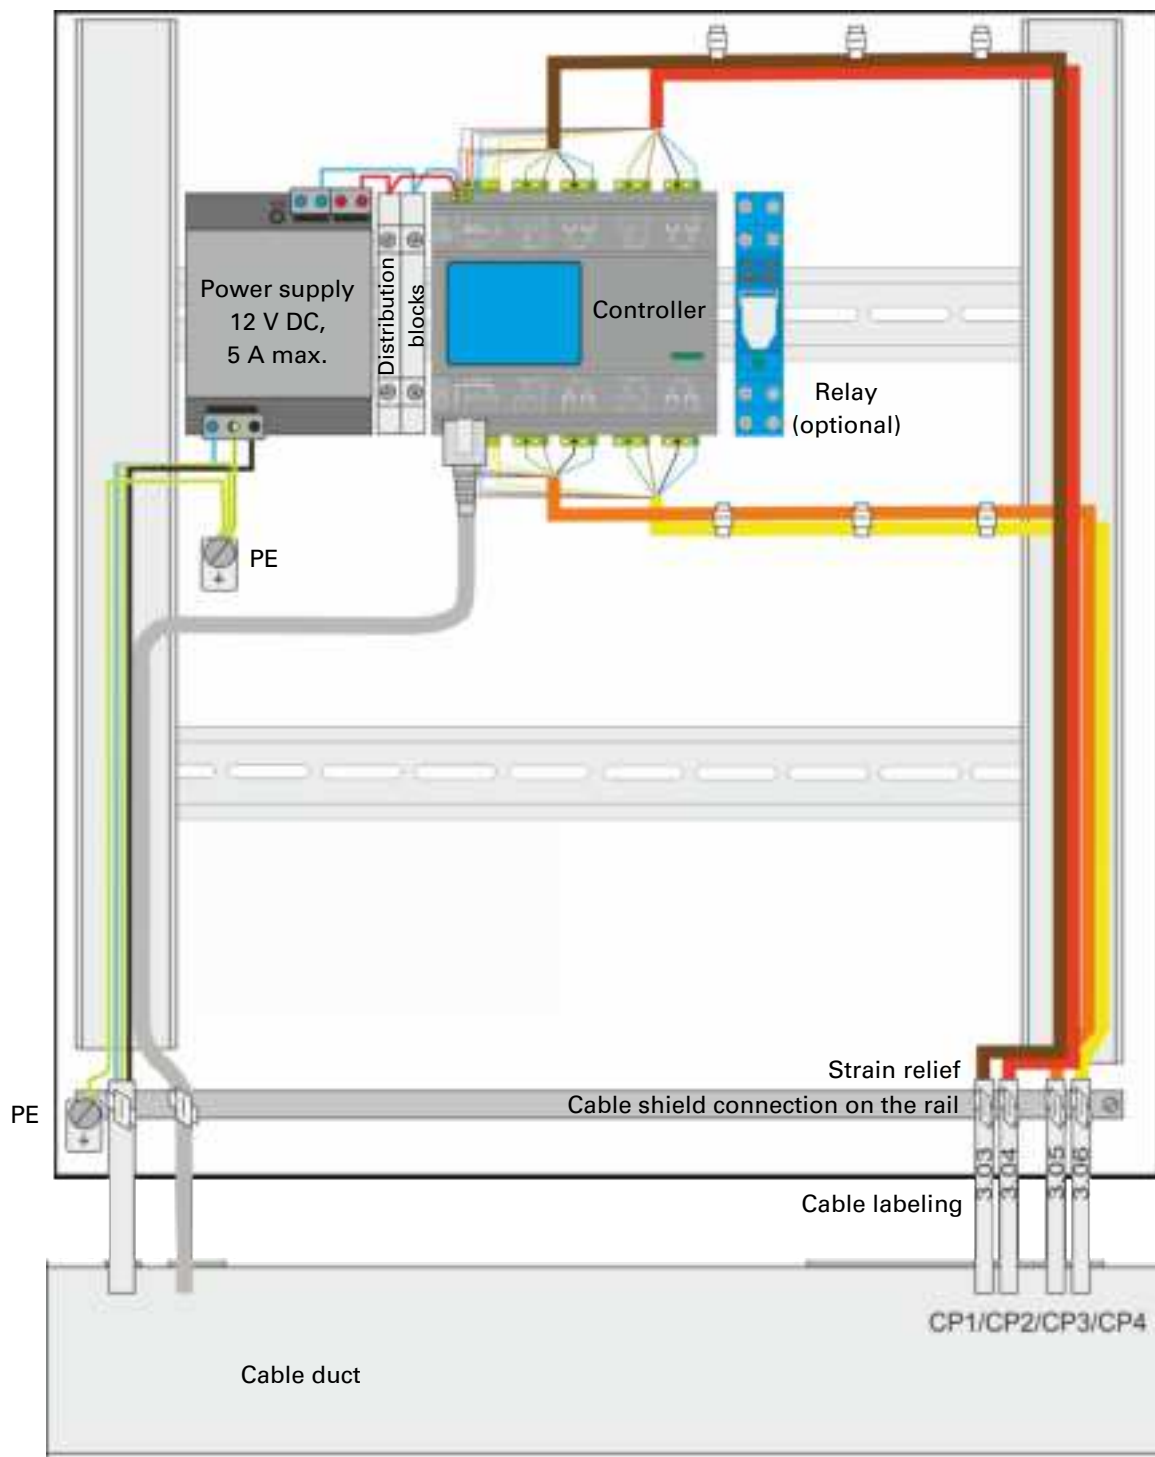 Power supply
12 V DC,
5 A max.
Distribution
blocks
Controller
Relay
(optional)
PE
Strain relief
Cable shield connection on the rail
PE
3.03
3.04
3.05
3.06
Cable labeling
CP1/CP2/CP3/CP4
Cable duct